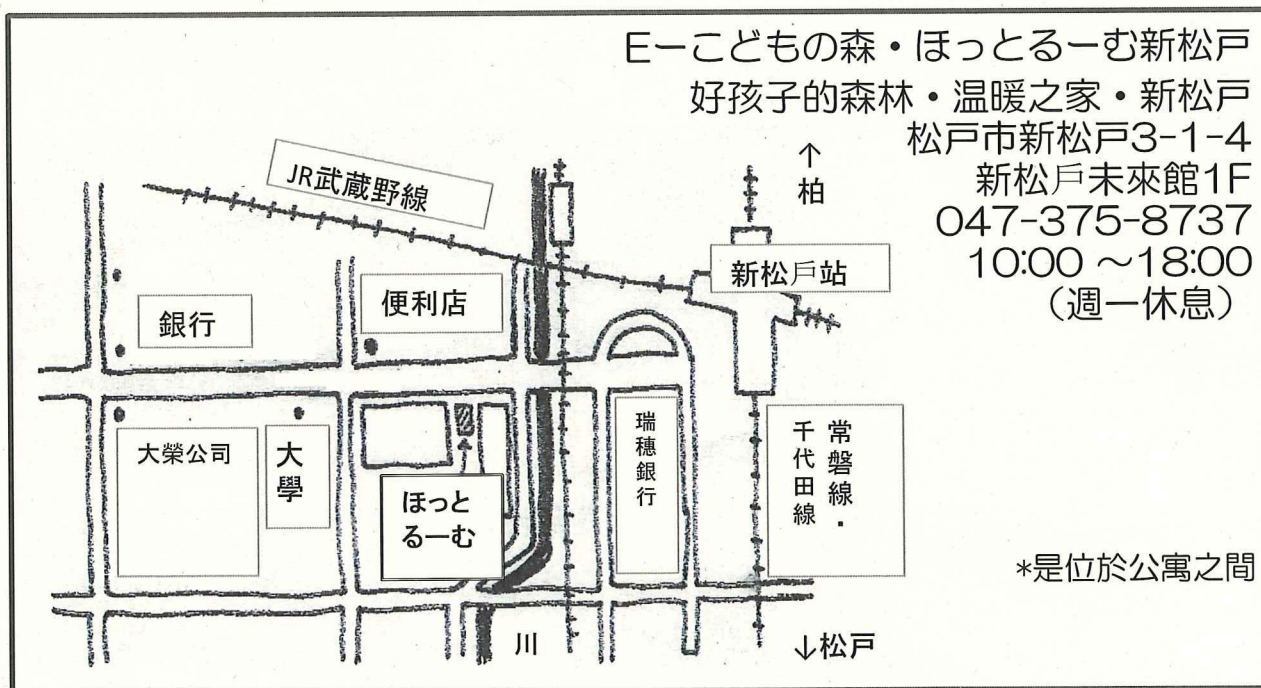 Eーこどもの森・ほっとるーむ新松戸
好孩子的森林・温暖之家・新松戸
松戸市新松戸3-1-4
新松戶未來館1F
047-375-8737
10:00～18:00
（週一休息）
↑
柏
JR武蔵野線
新松戶站
便利店
銀行
大榮公司
大學
ほっと
るーむ
瑞穗銀行
常磐線・
千代田線
*是位於公寓之間
川
↓松戸